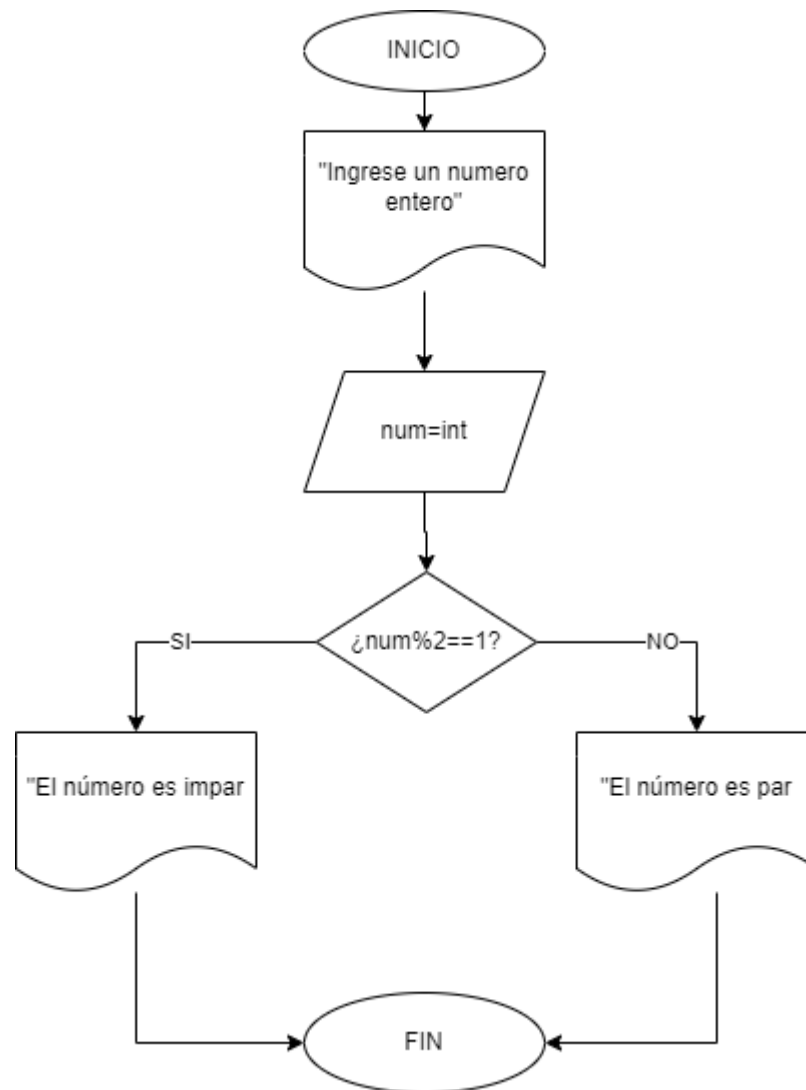 INICIO
"Ingrese un numero
entero"
num=int
¿num%2==1?
SI
NO
"El número es impar
"El número es par
FIN